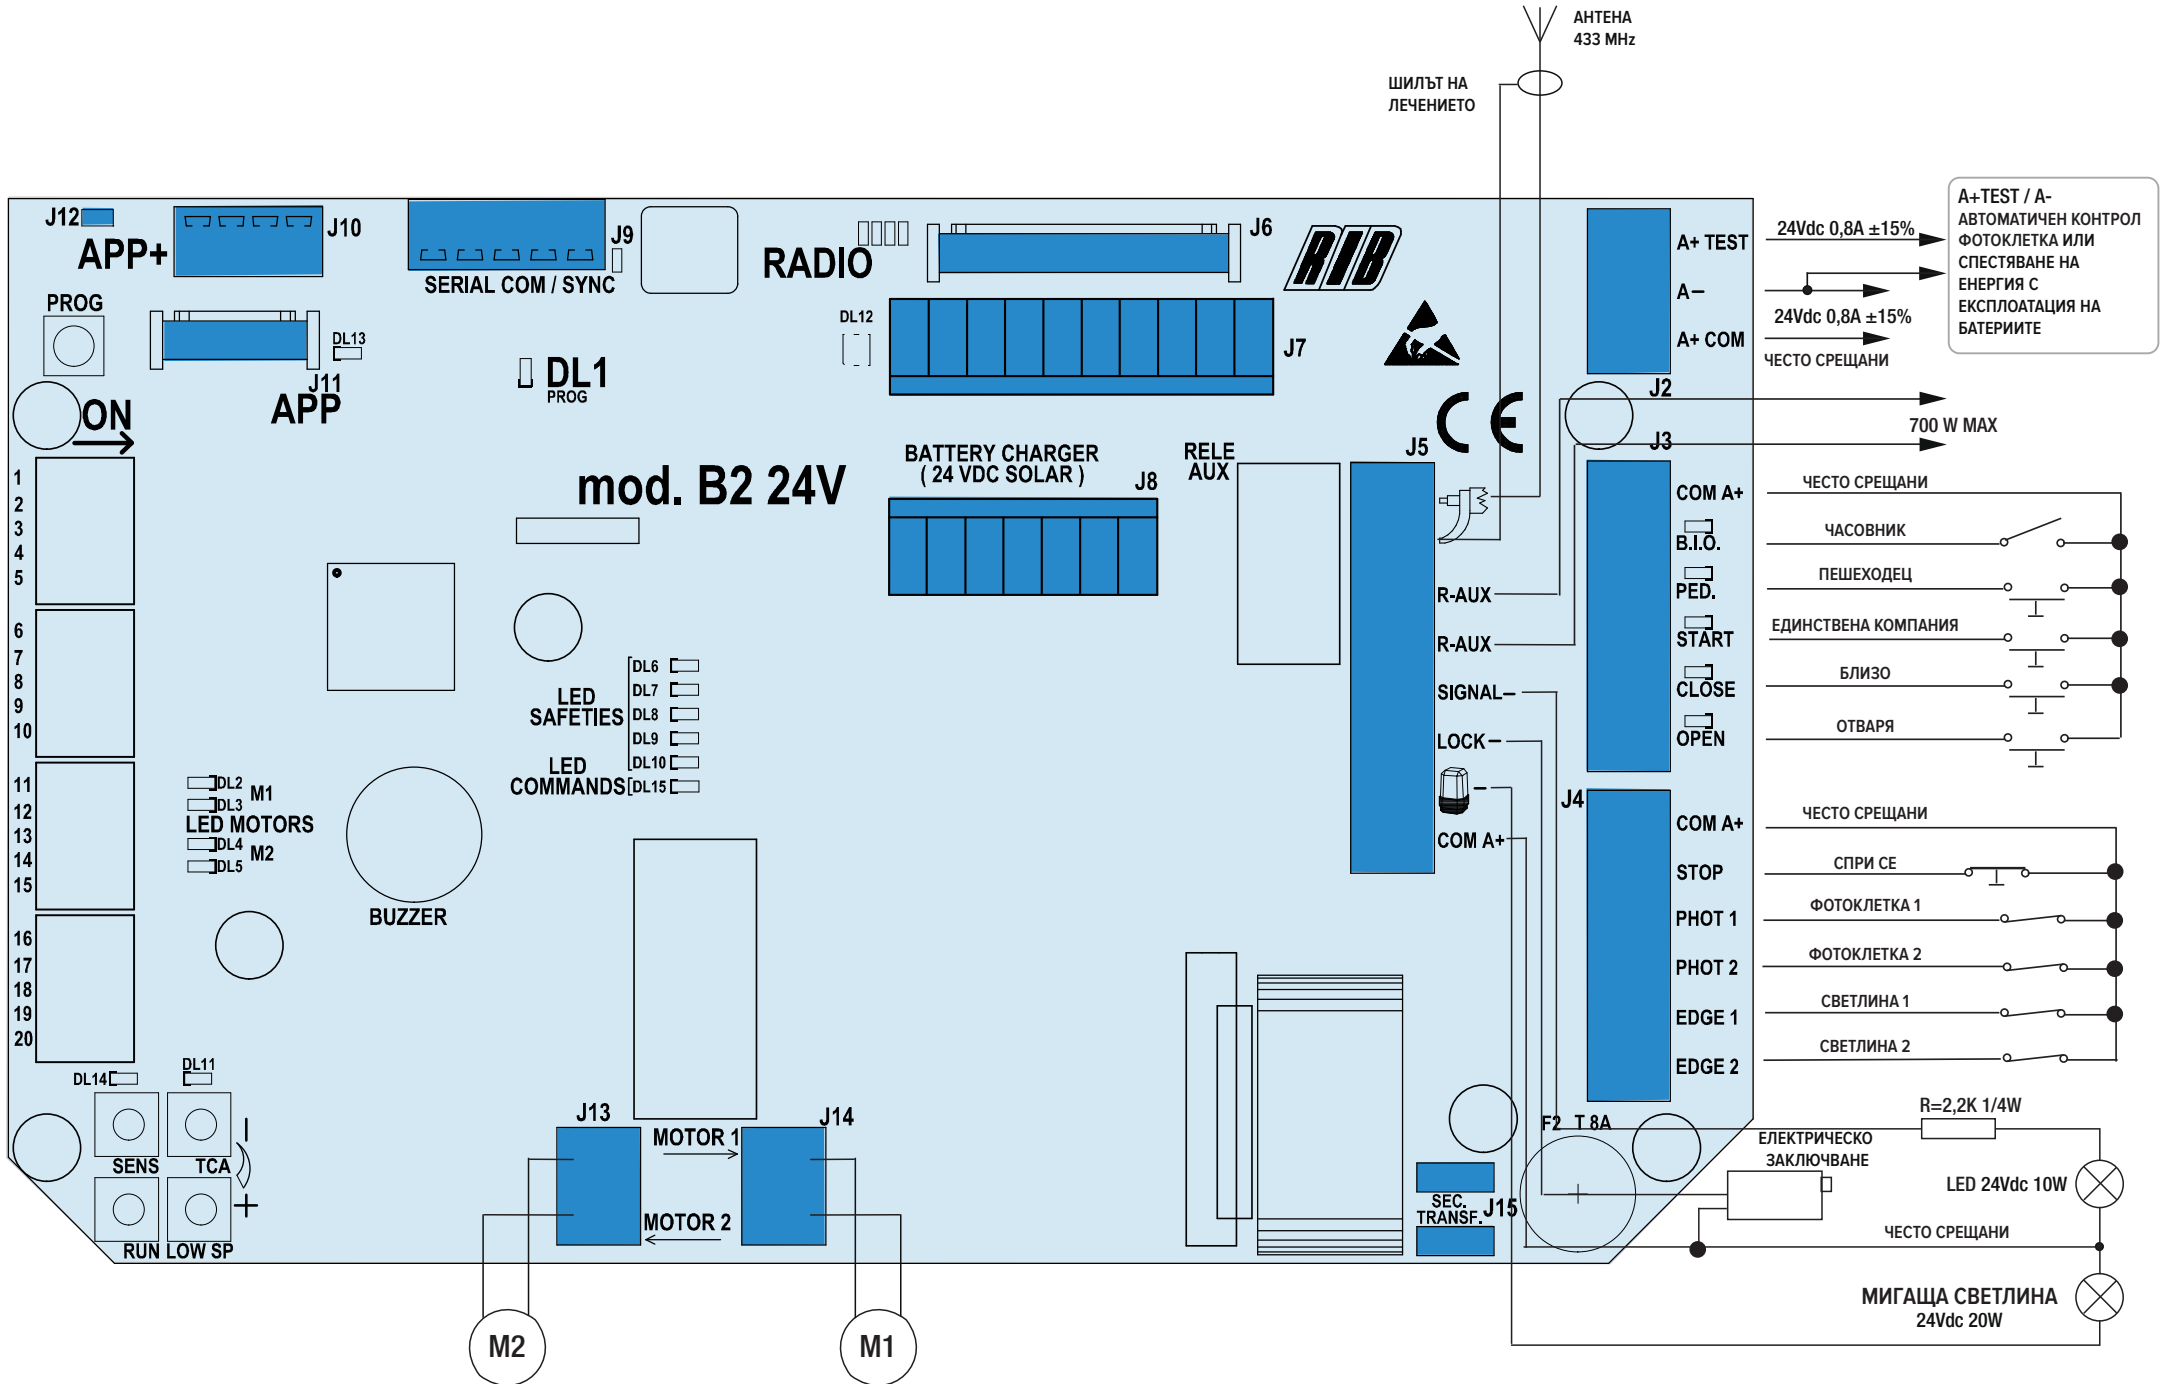 АНТЕНА
433 MHz
ШИЛЪТ НА
ЛЕЧЕНИЕТО
J12
APP+
J10
SERIAL COM / SYNC
J9
RADIO
J6
RIB
A+ TEST
A−
A+ COM
24Vdc 0,8A ±15%
24Vdc 0,8A ±15%
ЧЕСТО СРЕЩАНИ
A+TEST / A-
АВТОМАТИЧЕН КОНТРОЛ
ФОТОКЛЕТКА ИЛИ
СПЕСТЯВАНЕ НА
ЕНЕРГИЯ С
ЕКСПЛОАТАЦИЯ НА
БАТЕРИИТЕ
PROG
DL13
J11
APP
DL1
PROG
DL12
J7
J2
ON
700 W MAX
J3
CE
J5
mod. B2 24V
BATTERY CHARGER
( 24 VDC SOLAR )
J8
RELE
AUX
1
2
3
4
5
6
7
8
9
10
11
12
13
14
15
16
17
18
19
20
COM A+
B.I.O.
PED.
START
CLOSE
OPEN
ЧЕСТО СРЕЩАНИ
ЧАСОВНИК
ПЕШЕХОДЕЦ
ЕДИНСТВЕНА КОМПАНИЯ
БЛИЗО
ОТВАРЯ
R-AUX
R-AUX
SIGNAL−
LOCK−
−
COM A+
LED
SAFETIES
DL6
DL7
DL8
DL9
DL10
LED
COMMANDS
DL15
DL2
M1
DL3
LED MOTORS
DL4
M2
DL5
BUZZER
J4
COM A+
STOP
PHOT 1
PHOT 2
EDGE 1
EDGE 2
ЧЕСТО СРЕЩАНИ
СПРИ СЕ
ФОТОКЛЕТКА 1
ФОТОКЛЕТКА 2
СВЕТЛИНА 1
СВЕТЛИНА 2
DL14
DL11
SENS
TCA
−
+
RUN
LOW SP
J13
MOTOR 1
J14
MOTOR 2
SEC.
TRANSF.
J15
F2 T 8A
R=2,2K 1/4W
ЕЛЕКТРИЧЕСКО
ЗАКЛЮЧВАНЕ
LED 24Vdc 10W
ЧЕСТО СРЕЩАНИ
МИГАЩА СВЕТЛИНА
24Vdc 20W
M2
M1